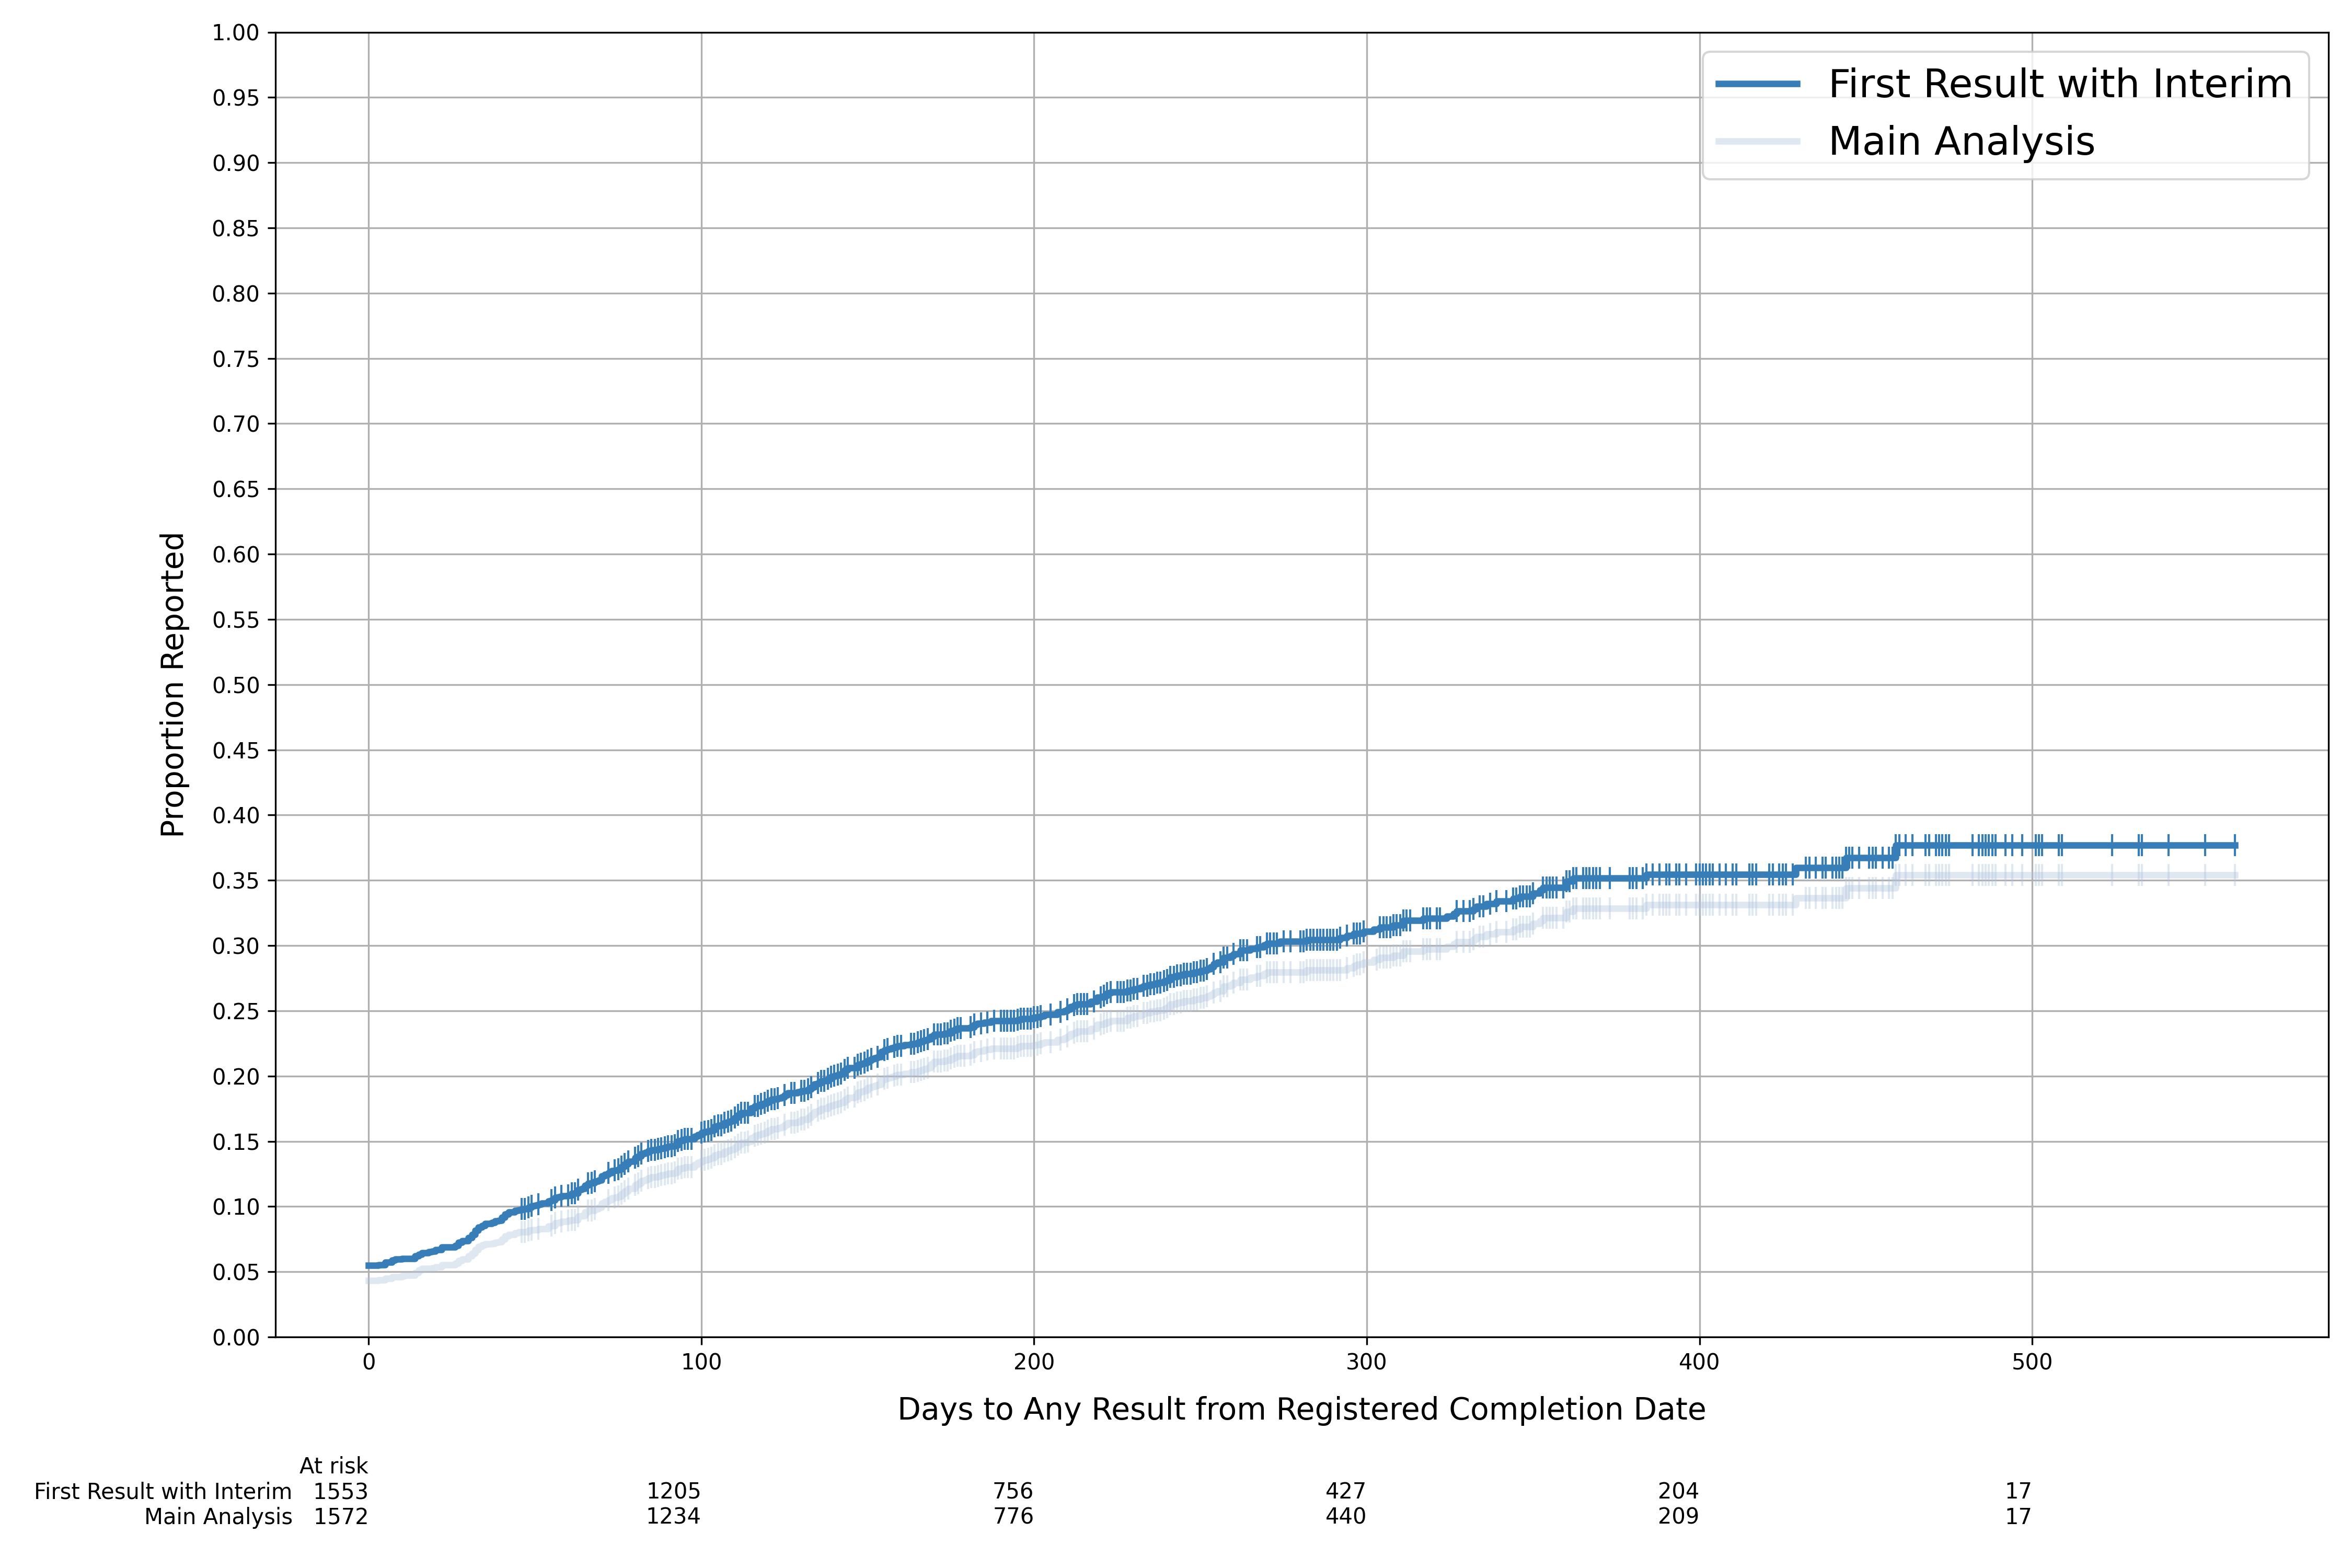 1.00
0.95
0.90
0.85
0.80
0.75
0.70
0.65
0.60
0.55
0.50
0.45
0.40
0.35
0.30
0.25
0.20
0.15
0.10
0.05
0.00
Proportion Reported
First Result with Interim
Main Analysis
0 100 200 300 400 500
Days to Any Result from Registered Completion Date
At risk
First Result with Interim 1553 1205 756 427 204 17
Main Analysis 1572 1234 776 440 209 17